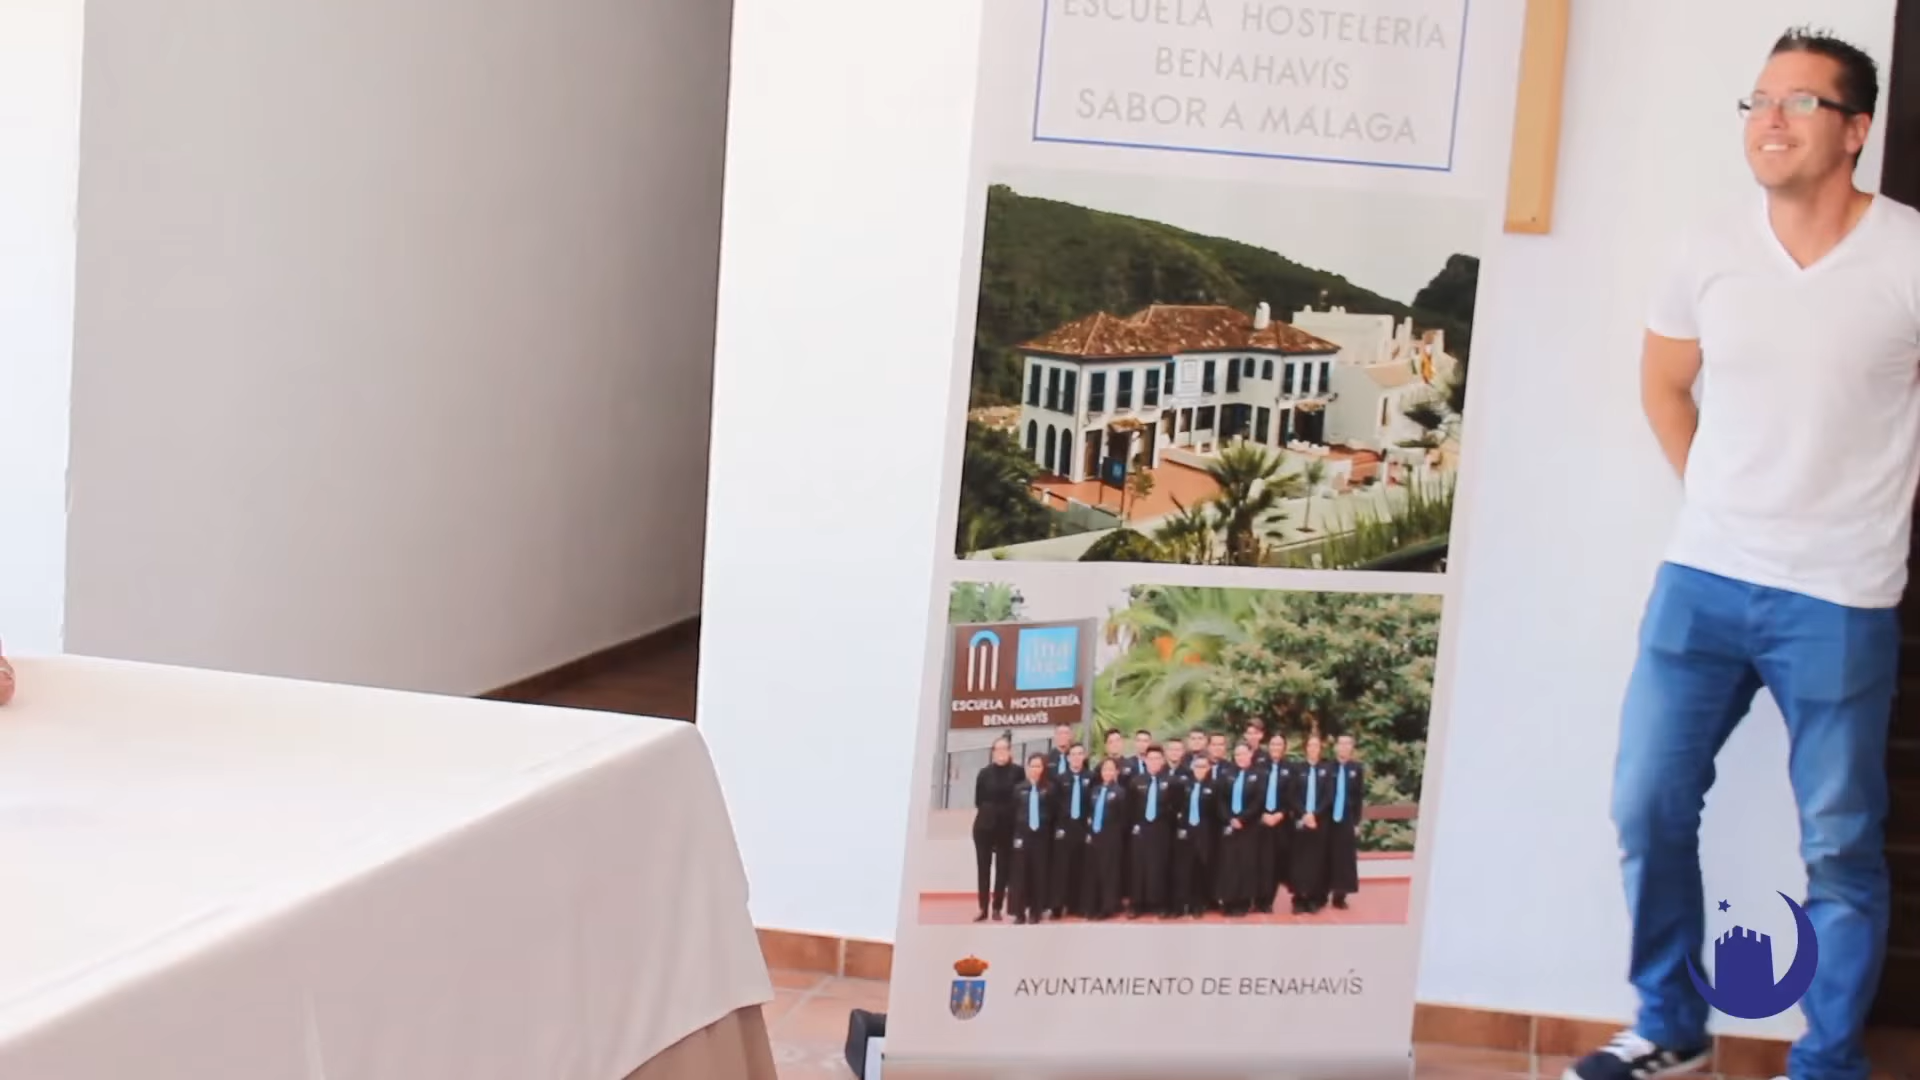 ESCUELA HOSTELERÍA
BENAHAVÍS
SABOR A MÁLAGA
ESCUELA HOSTELERÍA
BENAHAVÍS
AYUNTAMIENTO DE BENAHAVÍS